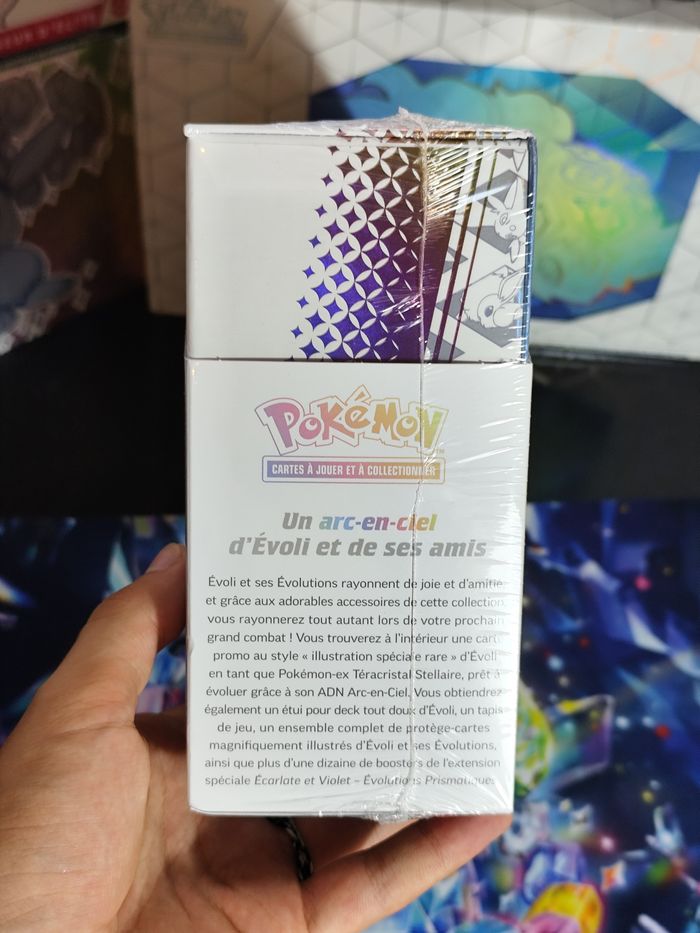 POKÉMON
CARTES À JOUER ET À COLLECTIONNER
Un arc-en-ciel
d'Évoli et de ses amis
Évoli et ses Évolutions rayonnent de joie et d'amitié,
et grâce aux adorables accessoires de cette collection,
vous rayonnerez tout autant lors de votre prochain
grand combat ! Vous trouverez à l'intérieur une carte
promo au style « illustration spéciale rare » d'Évoli
en tant que Pokémon-ex Téracristal Stellaire, prêt à
évoluer grâce à son ADN Arc-en-Ciel. Vous obtiendrez
également un étui pour deck tout doux d'Évoli, un tapis
de jeu, un ensemble complet de protège-cartes
magnifiquement illustrés d'Évoli et ses Évolutions,
ainsi que plus d'une dizaine de boosters de l'extension
spéciale Écarlate et Violet – Évolutions Prismatiques.